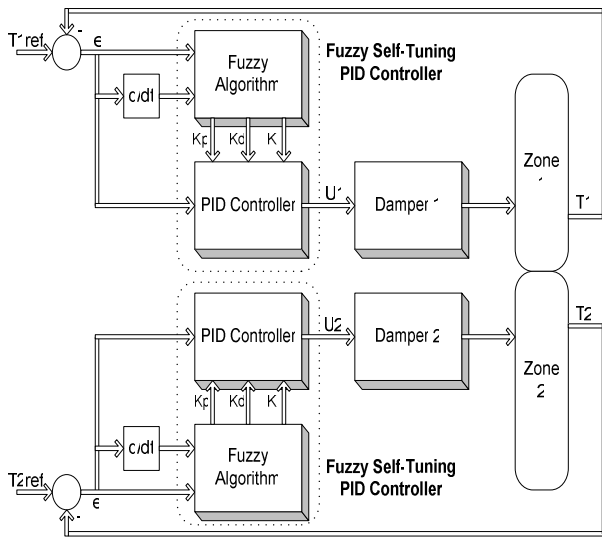 T1ref
-
e
d/dt
Fuzzy
Algorithm
Fuzzy Self-Tuning
PID Controller
Kp Kd K
PID Controller
U1
Damper 1
Zone
1
T1
PID Controller
U2
Damper 2
Zone
2
T2
Kp Kd K
d/dt
Fuzzy
Algorithm
Fuzzy Self-Tuning
PID Controller
T2ref
e
-